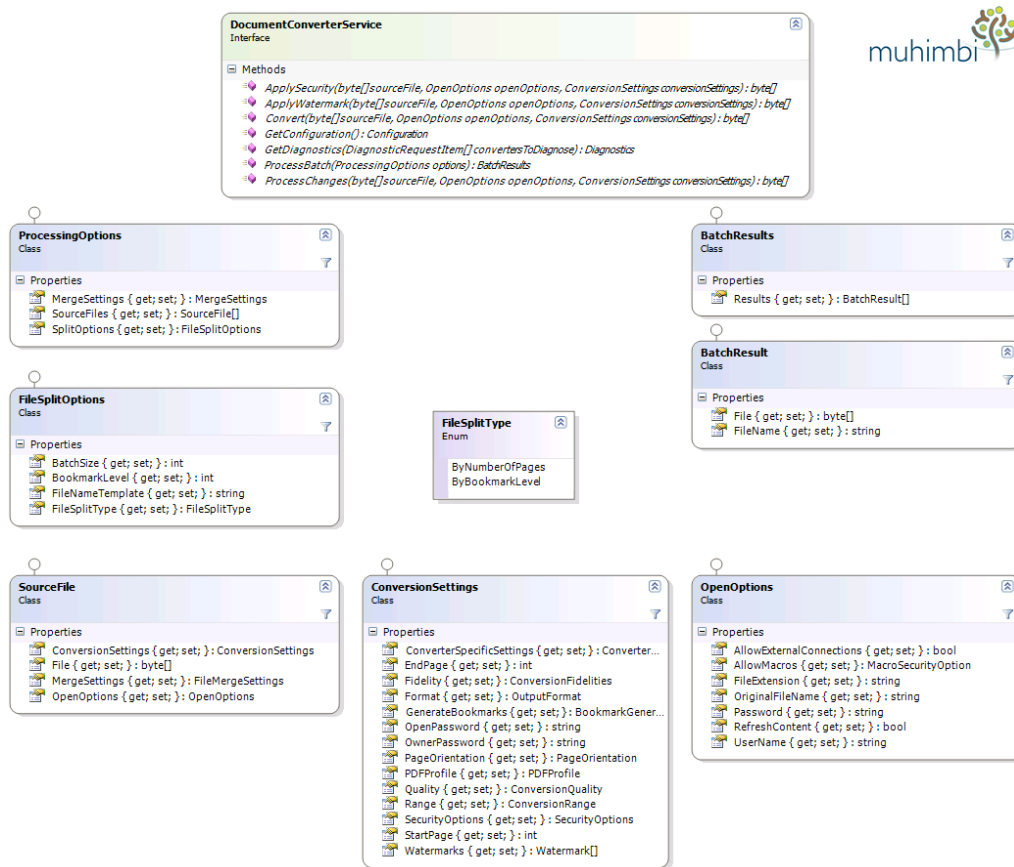 DocumentConverterService
Interface
muhimbi
Methods
ApplySecurity(byte[]sourceFile, OpenOptions openOptions, ConversionSettings conversionSettings) : byte[]
ApplyWatermark(byte[]sourceFile, OpenOptions openOptions, ConversionSettings conversionSettings) : byte[]
Convert(byte[]sourceFile, OpenOptions openOptions, ConversionSettings conversionSettings) : byte[]
GetConfiguration() : Configuration
GetDiagnostics(DiagnosticRequestItem[] convertersToDiagnose) : Diagnostics
ProcessBatch(ProcessingOptions options) : BatchResults
ProcessChanges(byte[]sourceFile, OpenOptions openOptions, ConversionSettings conversionSettings) : byte[]
ProcessingOptions
Class
Properties
MergeSettings { get; set; } : MergeSettings
SourceFiles { get; set; } : SourceFile[]
SplitOptions { get; set; } : FileSplitOptions
BatchResults
Class
Properties
Results { get; set; } : BatchResult[]
BatchResult
Class
Properties
File { get; set; } : byte[]
FileName { get; set; } : string
FileSplitOptions
Class
Properties
BatchSize { get; set; } : int
BookmarkLevel { get; set; } : int
FileNameTemplate { get; set; } : string
FileSplitType { get; set; } : FileSplitType
FileSplitType
Enum
ByNumberOfPages
ByBookmarkLevel
SourceFile
Class
Properties
ConversionSettings { get; set; } : ConversionSettings
File { get; set; } : byte[]
MergeSettings { get; set; } : FileMergeSettings
OpenOptions { get; set; } : OpenOptions
ConversionSettings
Class
Properties
ConverterSpecificSettings { get; set; } : Converter...
EndPage { get; set; } : int
Fidelity { get; set; } : ConversionFidelities
Format { get; set; } : OutputFormat
GenerateBookmarks { get; set; } : BookmarkGener...
OpenPassword { get; set; } : string
OwnerPassword { get; set; } : string
PageOrientation { get; set; } : PageOrientation
PDFProfile { get; set; } : PDFProfile
Quality { get; set; } : ConversionQuality
Range { get; set; } : ConversionRange
SecurityOptions { get; set; } : SecurityOptions
StartPage { get; set; } : int
Watermarks { get; set; } : Watermark[]
OpenOptions
Class
Properties
AllowExternalConnections { get; set; } : bool
AllowMacros { get; set; } : MacroSecurityOption
FileExtension { get; set; } : string
OriginalFileName { get; set; } : string
Password { get; set; } : string
RefreshContent { get; set; } : bool
UserName { get; set; } : string